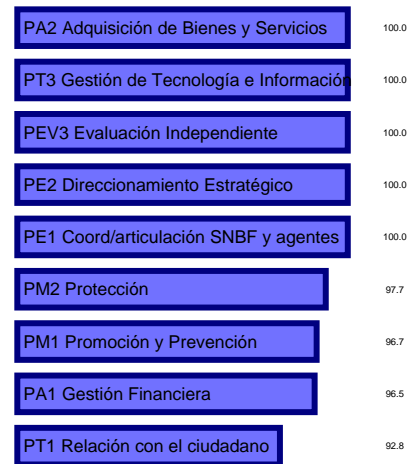 PA2 Adquisición de Bienes y Servicios 100.0
PT3 Gestión de Tecnología e Información 100.0
PEV3 Evaluación Independiente 100.0
PE2 Direccionamiento Estratégico 100.0
PE1 Coord/articulación SNBF y agentes 100.0
PM2 Protección 97.7
PM1 Promoción y Prevención 96.7
PA1 Gestión Financiera 96.5
PT1 Relación con el ciudadano 92.8